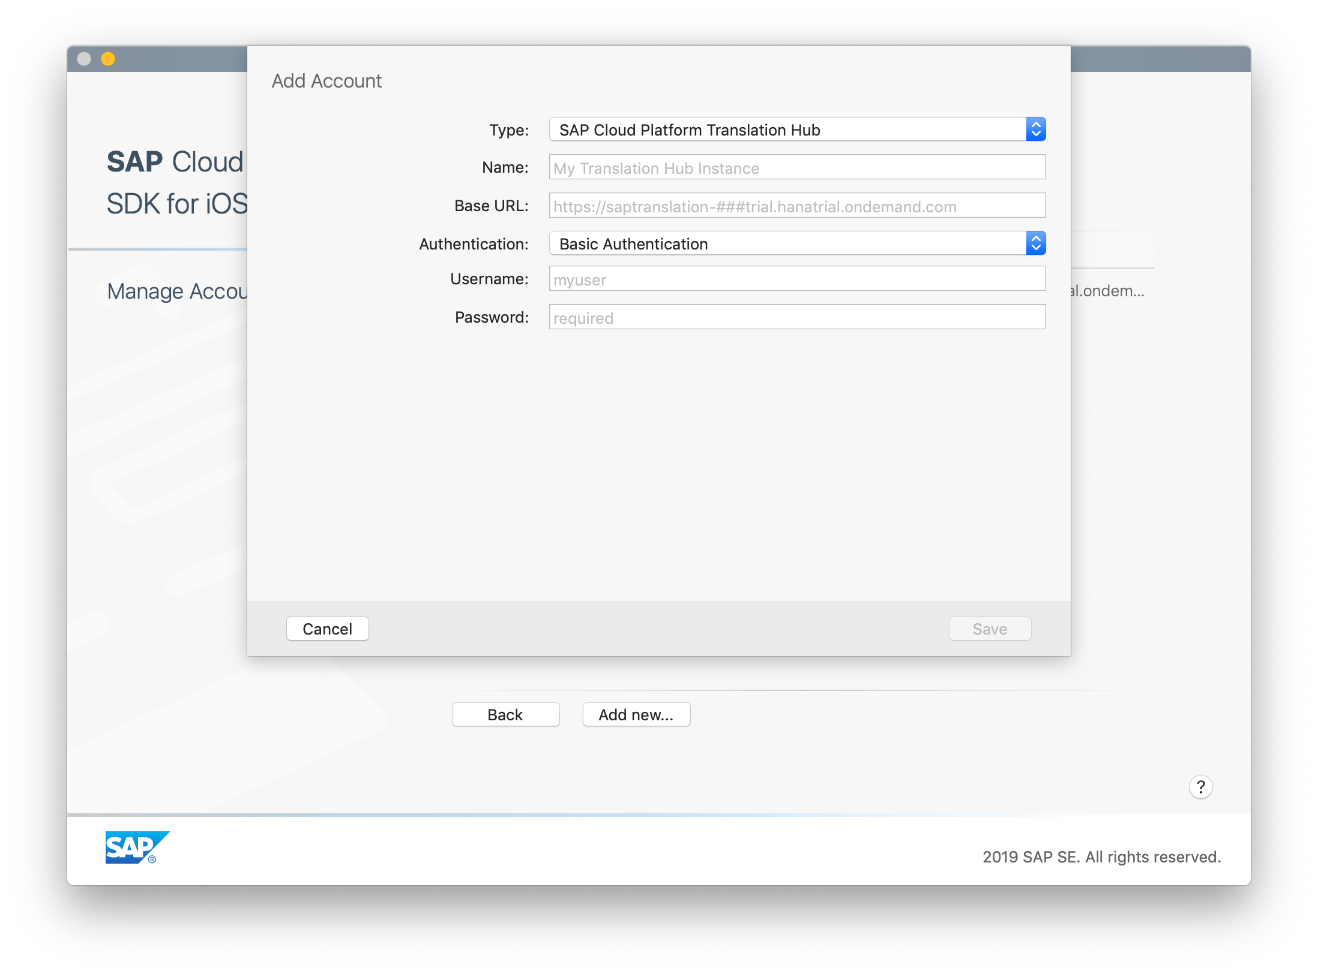 Add Account
Type: SAP Cloud Platform Translation Hub
Name: My Translation Hub Instance
Base URL: https://saptranslation-###trial.hanatrial.ondemand.com
Authentication: Basic Authentication
Username: myuser
Password: required
Cancel Save
SAP Cloud
SDK for iOS
Manage Accou
al.ondem...
Back Add new...
?
SAP ®
2019 SAP SE. All rights reserved.